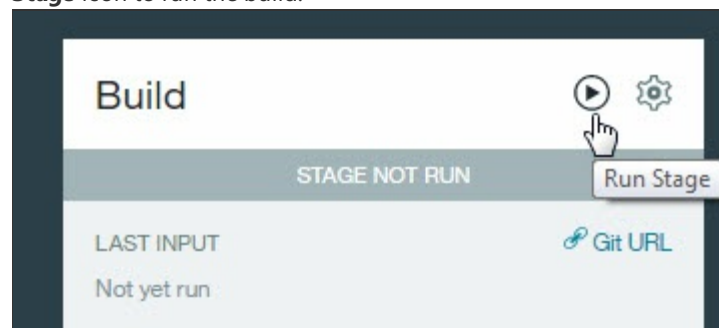 Stage icon to run the build.
Build
STAGE NOT RUN
Run Stage
LAST INPUT
Git URL
Not yet run